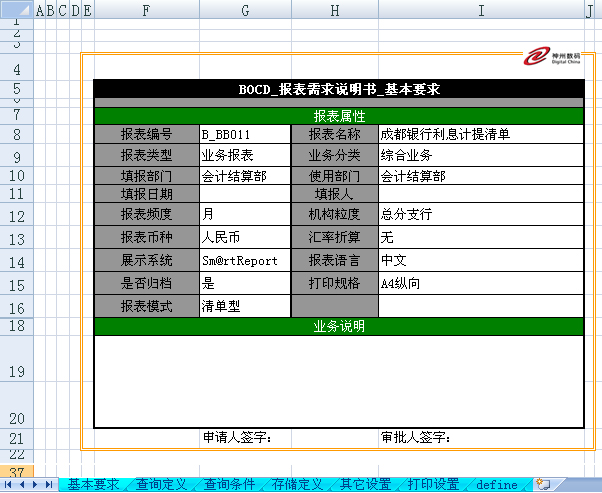 A B C D E F G H I J
1
2
3
4 神州数码
Digital China
5 BOCD_报表需求说明书_基本要求
6
7 报表属性
8 报表编号 B_BB011 报表名称 成都银行利息计提清单
9 报表类型 业务报表 业务分类 综合业务
10 填报部门 会计结算部 使用部门 会计结算部
11 填报日期 填报人
12 报表频度 月 机构粒度 总分支行
13 报表币种 人民币 汇率折算 无
14 展示系统 Sm@rtReport 报表语言 中文
15 是否归档 是 打印规格 A4纵向
16 报表模式 清单型
18 业务说明
19
20
21 申请人签字： 审批人签字：
22
37
基本要求 查询定义 查询条件 存储定义 其它设置 打印设置 define